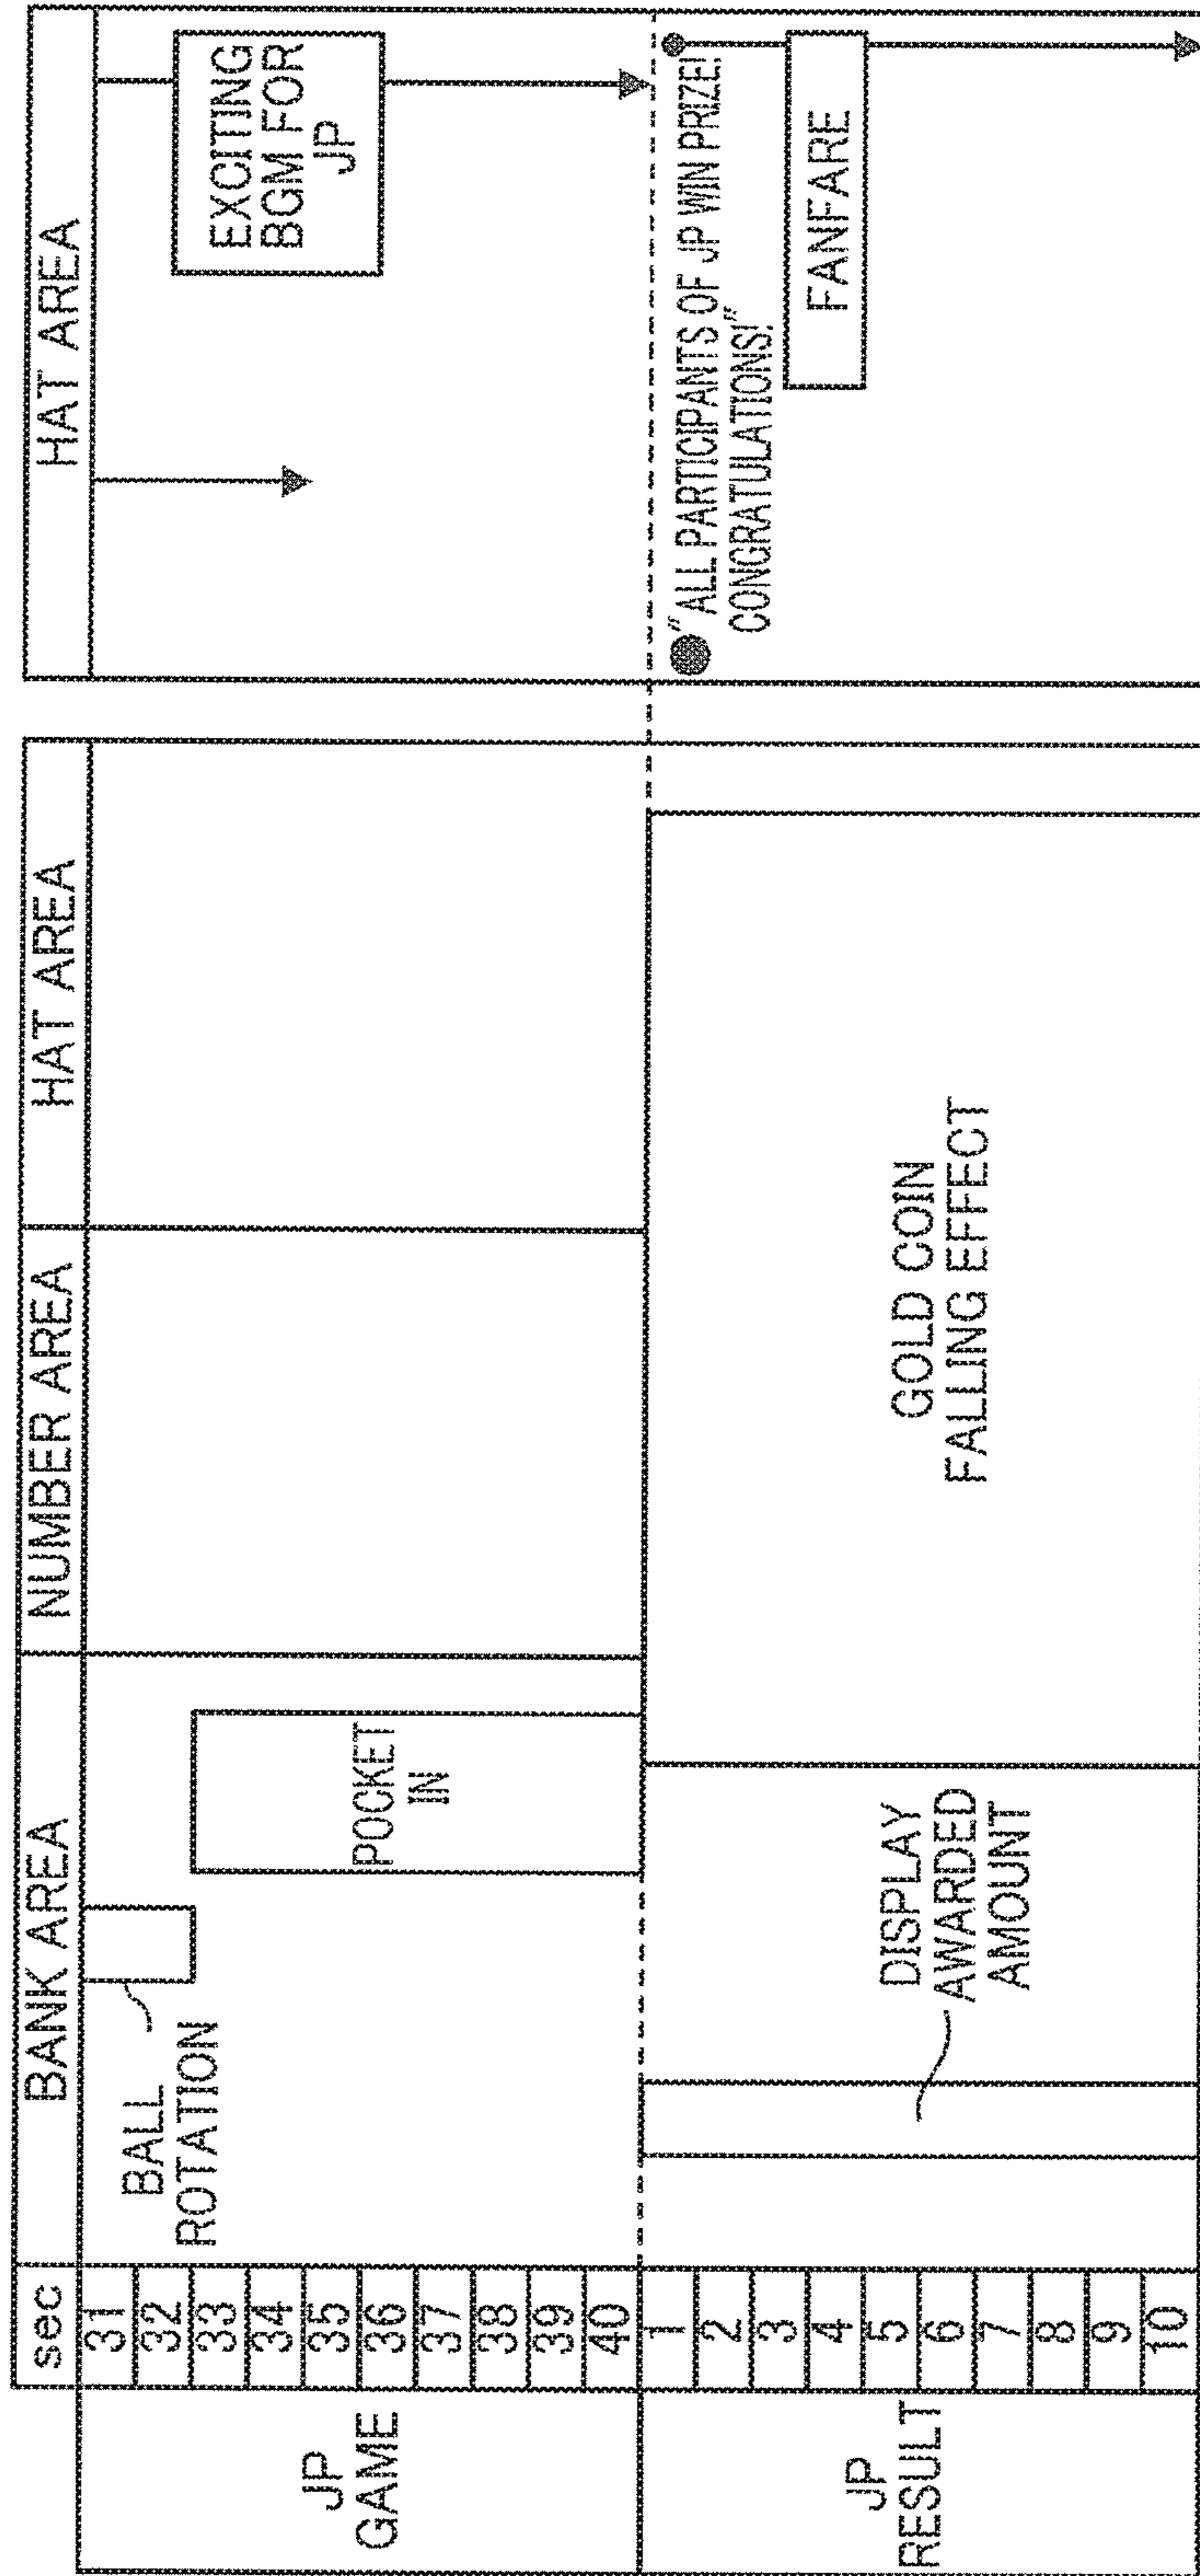 sec
BANK AREA
NUMBER AREA
HAT AREA
HAT AREA
JP
GAME
31
32
33
34
35
36
37
38
39
40
BALL
ROTATION
POCKET
IN
EXCITING
BGM FOR
JP
JP
RESULT
1
2
3
4
5
6
7
8
9
10
DISPLAY
AWARDED
AMOUNT
GOLD COIN
FALLING EFFECT
"ALL PARTICIPANTS OF JP WIN PRIZE!
CONGRATULATIONS!"
FANFARE